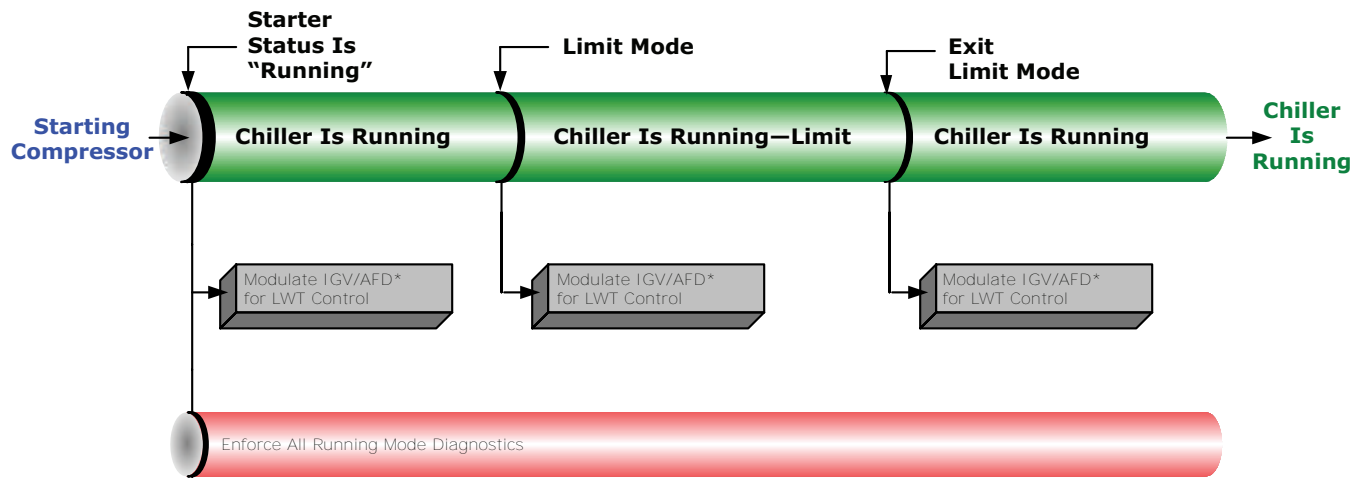 Starter
Status Is
“Running”
Limit Mode
Exit
Limit Mode
Starting
Compressor
Chiller Is Running
Chiller Is Running—Limit
Chiller Is Running
Chiller
Is
Running
Modulate IGV/AFD*
for LWT Control
Modulate IGV/AFD*
for LWT Control
Modulate IGV/AFD*
for LWT Control
Enforce All Running Mode Diagnostics